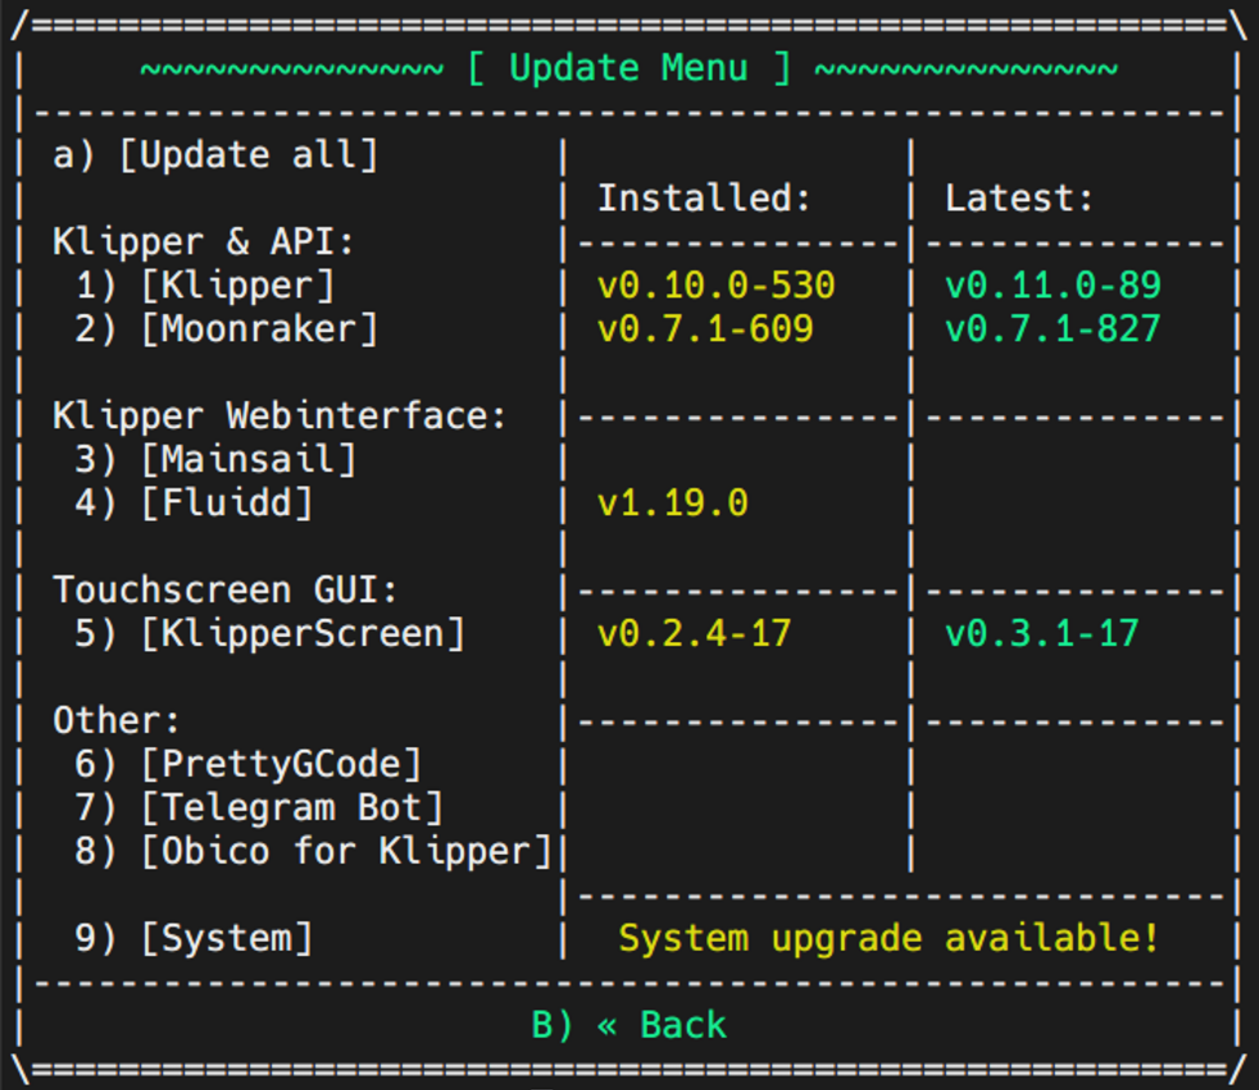 /=======================================================\
|     ~~~~~~~~~~~~~~ [ Update Menu ] ~~~~~~~~~~~~~~     |
|-------------------------------------------------------|
| a) [Update all]        |               |              |
|                        | Installed:    | Latest:      |
| Klipper & API:         |---------------|--------------|
|  1) [Klipper]          | v0.10.0-530   | v0.11.0-89   |
|  2) [Moonraker]        | v0.7.1-609    | v0.7.1-827   |
|                        |               |              |
| Klipper Webinterface:  |---------------|--------------|
|  3) [Mainsail]         |               |              |
|  4) [Fluidd]           | v1.19.0       |              |
|                        |               |              |
| Touchscreen GUI:       |---------------|--------------|
|  5) [KlipperScreen]    | v0.2.4-17     | v0.3.1-17    |
|                        |               |              |
| Other:                 |---------------|--------------|
|  6) [PrettyGCode]      |               |              |
|  7) [Telegram Bot]     |               |              |
|  8) [Obico for Klipper]|               |              |
|                        |------------------------------|
|  9) [System]           |  System upgrade available!   |
|-------------------------------------------------------|
|                       B) « Back                       |
\=======================================================/